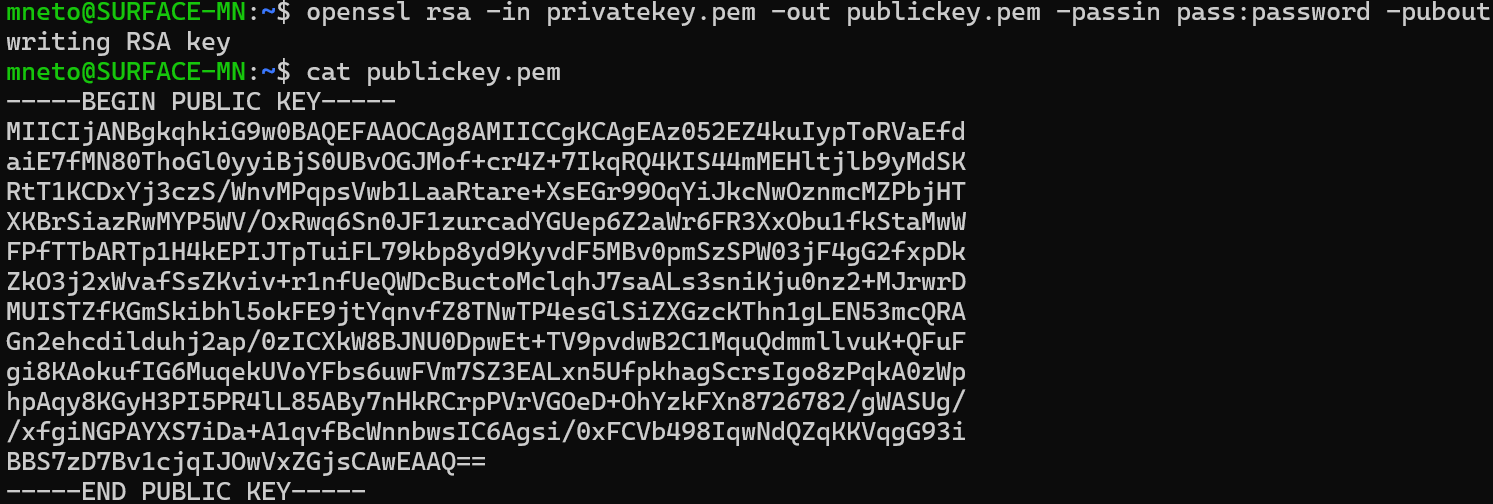 mneto@SURFACE-MN:~$ openssl rsa -in privatekey.pem -out publickey.pem -passin pass:password -pubout
writing RSA key
mneto@SURFACE-MN:~$ cat publickey.pem
-----BEGIN PUBLIC KEY-----
MIICIjANBgkqhkiG9w0BAQEFAAOCAg8AMIICCgKCAgEAz052EZ4kuIypToRVaEfd
aiE7fMN80ThoGl0yyiBjS0UBvOGJMof+cr4Z+7IkqRQ4KIS44mMEHltjlb9yMdSK
RtT1KCDxYj3czS/WnvMPqpsVwb1LaaRtare+XsEGr99OqYiJkcNwOznmcMZPbjHT
XKBrSiazRwMYP5WV/OxRwq6Sn0JF1zurcadYGUep6Z2aWr6FR3XxObu1fkStaMwW
FPfTTbARTp1H4kEPIJTpTuiFL79kbp8yd9KyvdF5MBv0pmSzSPW03jF4gG2fxpDk
ZkO3j2xWvafSsZKviv+r1nfUeQWDcBuctoMclqhJ7saALs3sniKju0nz2+MJrwrD
MUISTZfKGmSkibhl5okFE9jtYqnvfZ8TNwTP4esGlSiZXGzcKThn1gLEN53mcQRA
Gn2ehcdilduhj2ap/0zICXkW8BJNU0DpwEt+TV9pvdwB2C1MquQdmmllvuK+QFuF
gi8KAokufIG6MuqekUVoYFbs6uwFVm7SZ3EALxn5UfpkhagScrsIgo8zPqkA0zWp
hpAqy8KGyH3PI5PR4lL85ABy7nHkRCrpPVrVGOeD+OhYzkFXn8726782/gWASUg/
/xfgiNGPAYXS7iDa+A1qvfBcWnnbwsIC6Agsi/0xFCVb498IqwNdQZqKKVqgG93i
BBS7zD7Bv1cjqIJOwVxZGjsCAwEAAQ==
-----END PUBLIC KEY-----